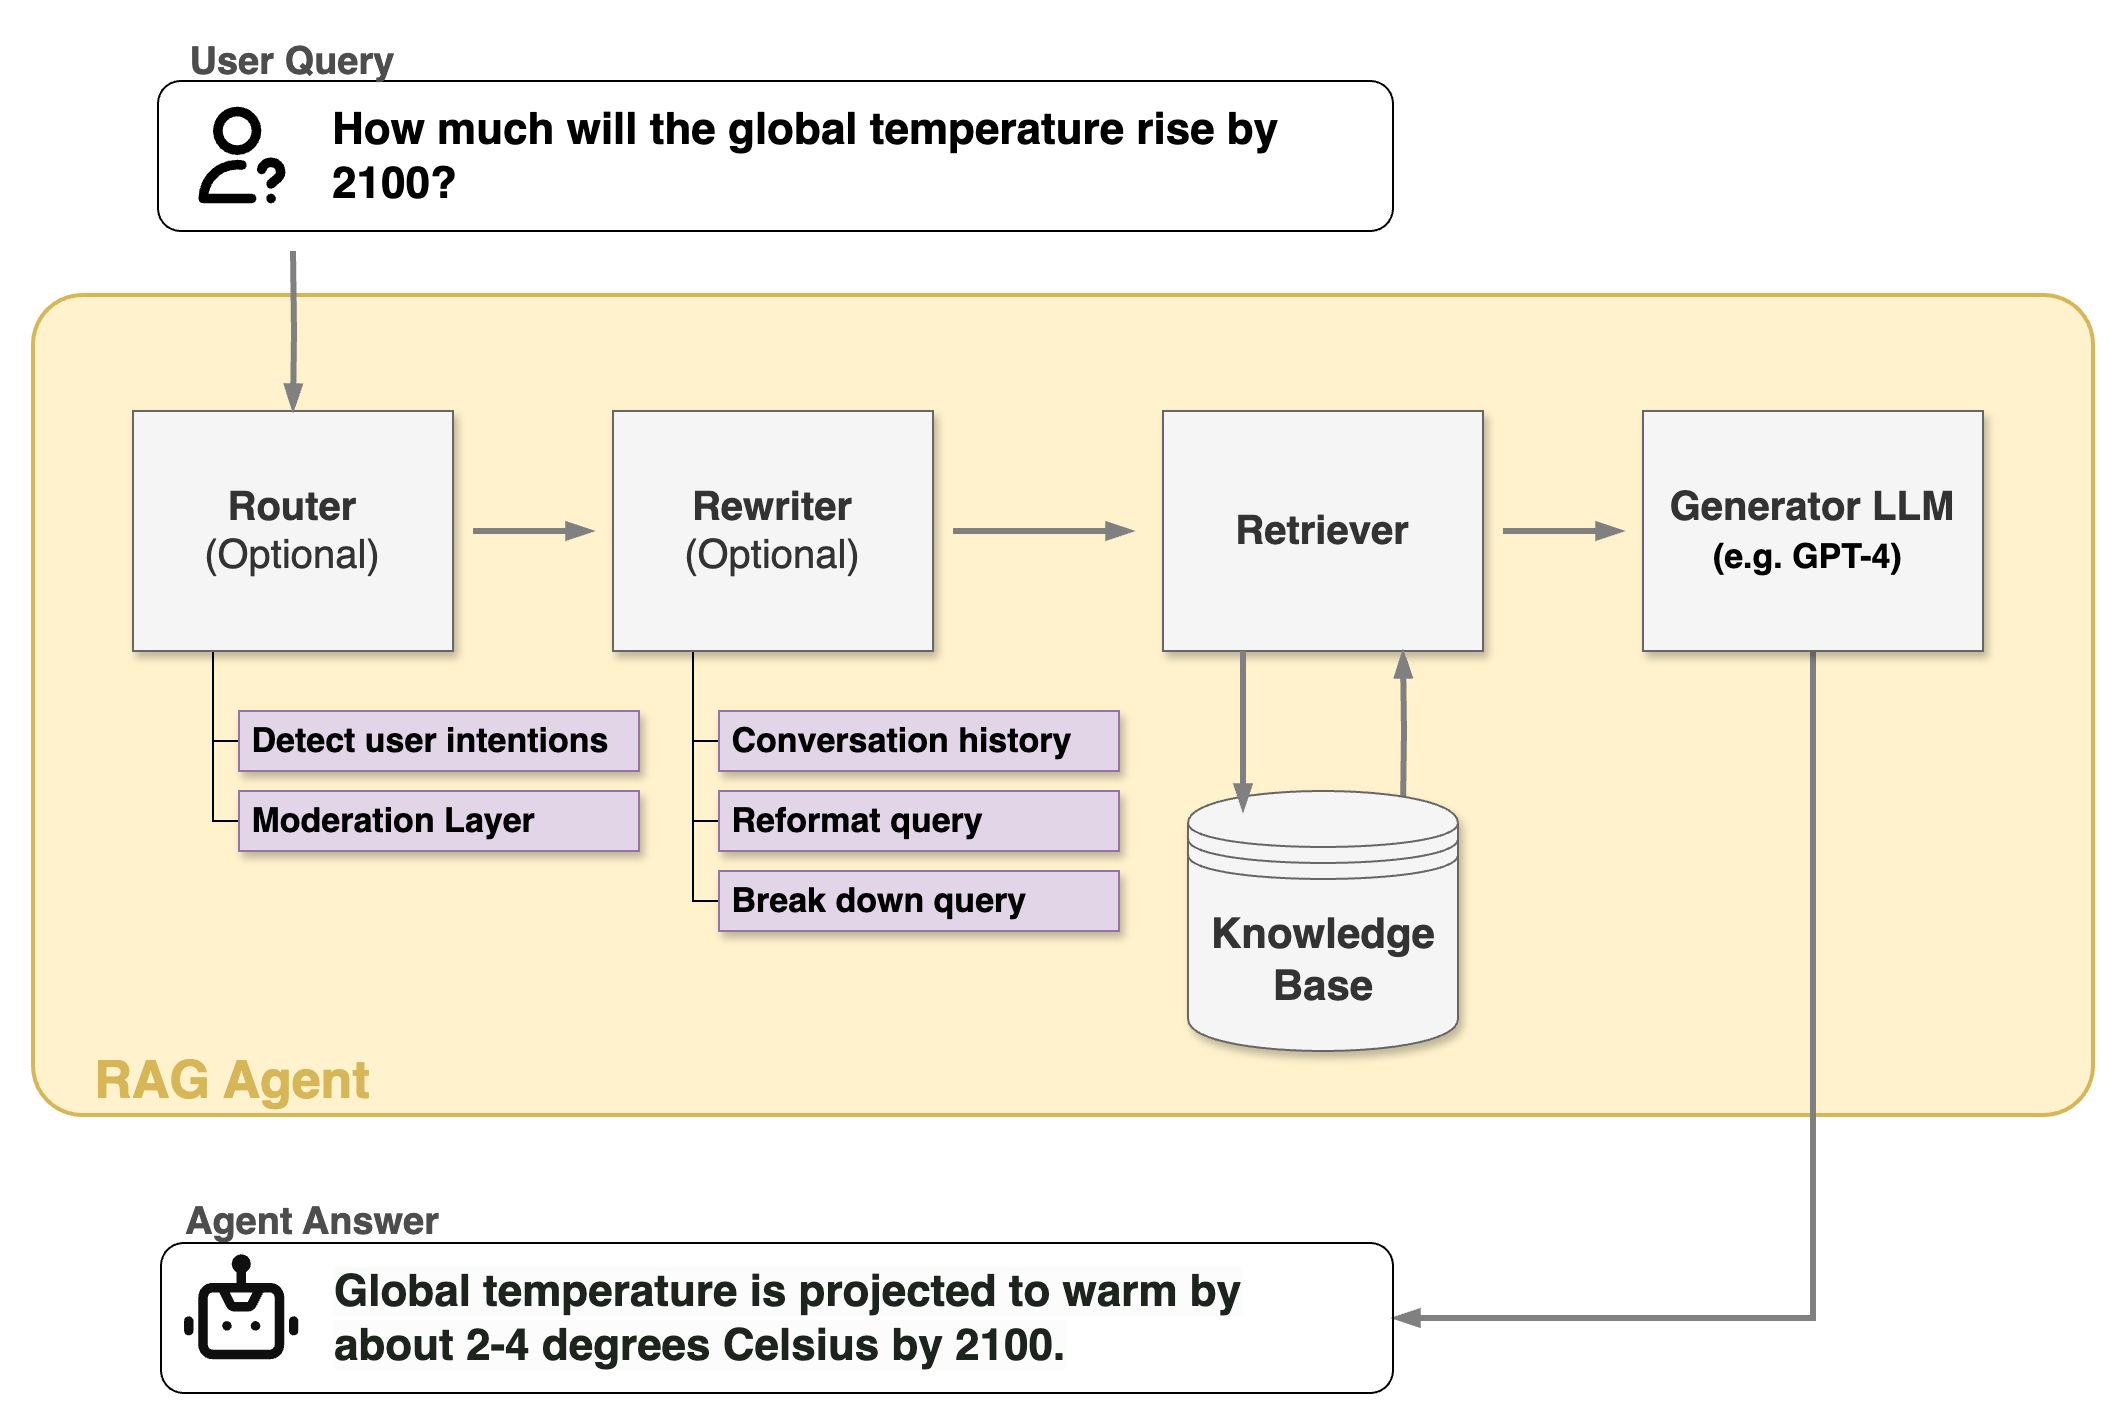 User Query
How much will the global temperature rise by
2100?
Router
(Optional)
Rewriter
(Optional)
Retriever
Generator LLM
(e.g. GPT-4)
Detect user intentions
Moderation Layer
Conversation history
Reformat query
Break down query
Knowledge
Base
RAG Agent
Agent Answer
Global temperature is projected to warm by
about 2-4 degrees Celsius by 2100.